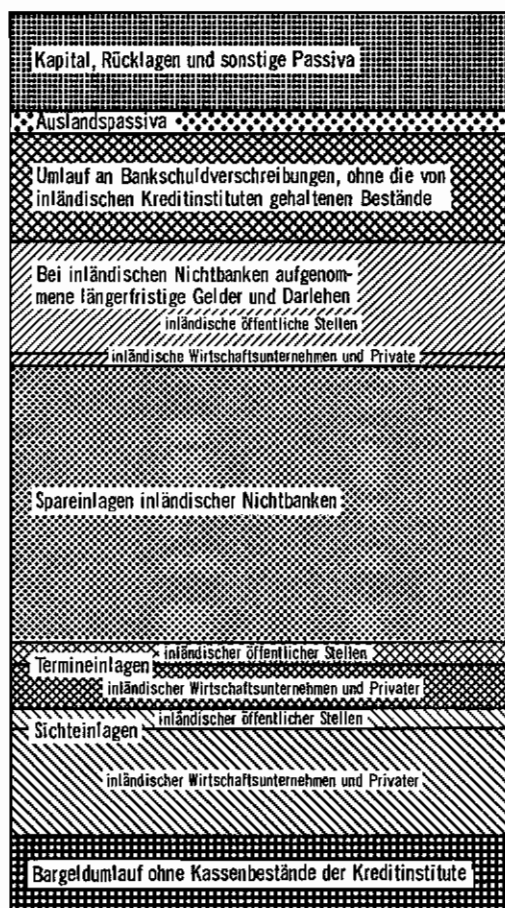 Kapital, Rücklagen und sonstige Passiva
Auslandspassiva
Umlauf an Bankschuldverschreibungen, ohne die von
inländischen Kreditinstituten gehaltenen Bestände
Bei inländischen Nichtbanken aufgenom-
mene längerfristige Gelder und Darlehen
inländische öffentliche Stellen
inländische Wirtschaftsunternehmen und Private
Spareinlagen inländischer Nichtbanken
inländischer öffentlicher Stellen
Termineinlagen
inländischer Wirtschaftsunternehmen und Privater
inländischer öffentlicher Stellen
Sichteinlagen
inländischer Wirtschaftsunternehmen und Privater
Bargeldumlauf ohne Kassenbestände der Kreditinstitute